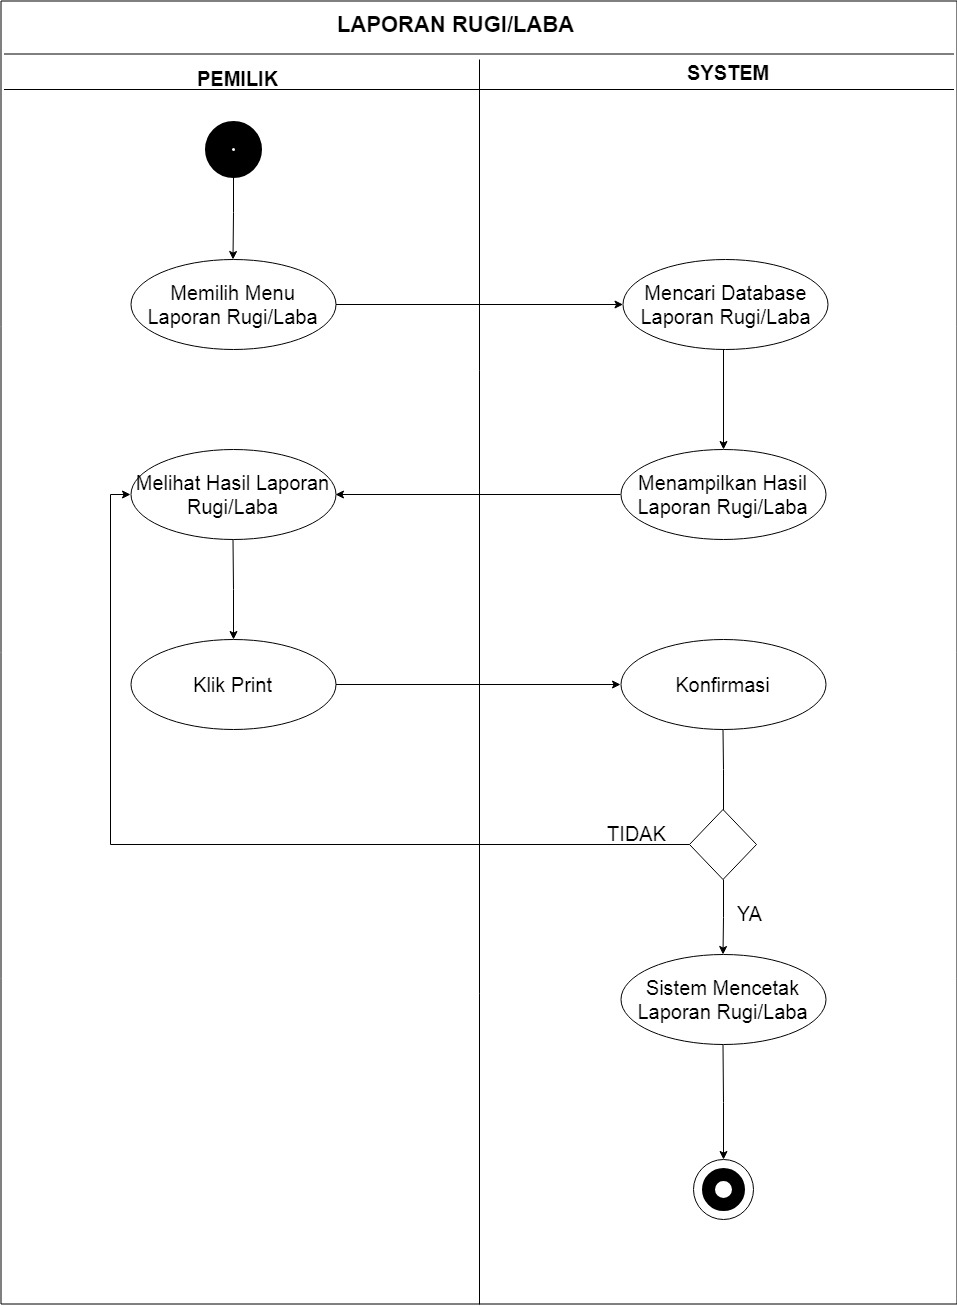 LAPORAN RUGI/LABA
PEMILIK
SYSTEM
Memilih Menu
Laporan Rugi/Laba
Mencari Database
Laporan Rugi/Laba
Melihat Hasil Laporan
Rugi/Laba
Menampilkan Hasil
Laporan Rugi/Laba
Klik Print
Konfirmasi
TIDAK
YA
Sistem Mencetak
Laporan Rugi/Laba